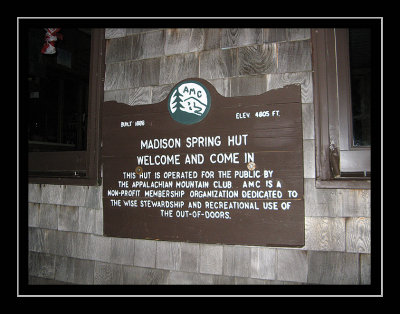 AMC
BUILT 1888 ELEV. 4805 FT.
MADISON SPRING HUT
WELCOME AND COME IN
THIS HUT IS OPERATED FOR THE PUBLIC BY
THE APPALACHIAN MOUNTAIN CLUB. A M C IS A
NON-PROFIT MEMBERSHIP ORGANIZATION DEDICATED TO
THE WISE STEWARDSHIP AND RECREATIONAL USE OF
THE OUT-OF-DOORS.